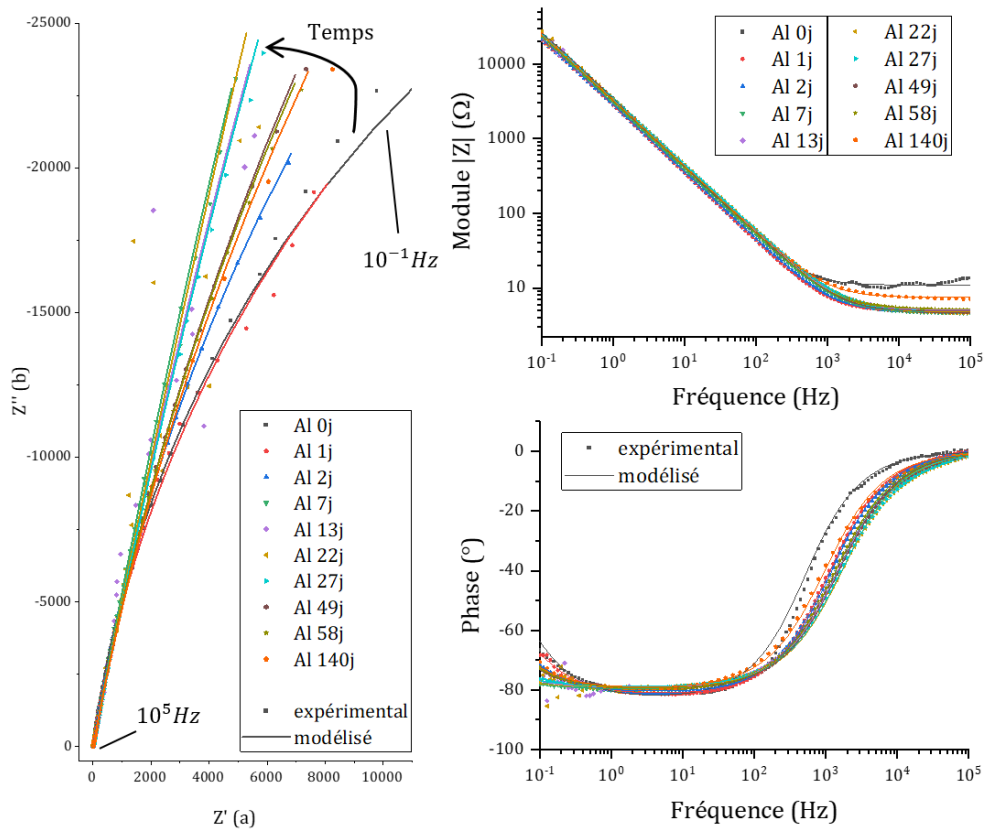 -25000
-20000
-15000
-10000
-5000
0
0
2000
4000
6000
8000
10000
Z'' (b)
Z' (a)
Temps
10⁻¹Hz
10⁵Hz
Al 0j
Al 1j
Al 2j
Al 7j
Al 13j
Al 22j
Al 27j
Al 49j
Al 58j
Al 140j
expérimental
modélisé
10000
1000
100
10
Module |Z| (Ω)
10⁻¹
10⁰
10¹
10²
10³
10⁴
10⁵
Fréquence (Hz)
Al 0j
Al 1j
Al 2j
Al 7j
Al 13j
Al 22j
Al 27j
Al 49j
Al 58j
Al 140j
0
-20
-40
-60
-80
-100
Phase (°)
expérimental
modélisé
10⁻¹
10⁰
10¹
10²
10³
10⁴
10⁵
Fréquence (Hz)